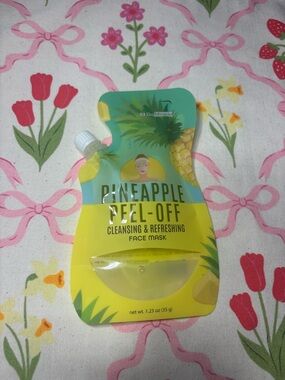 PINEAPPLE
PEEL-OFF
CLEANSING & REFRESHING
FACE MASK
net wt. 1.23 oz (35 g)